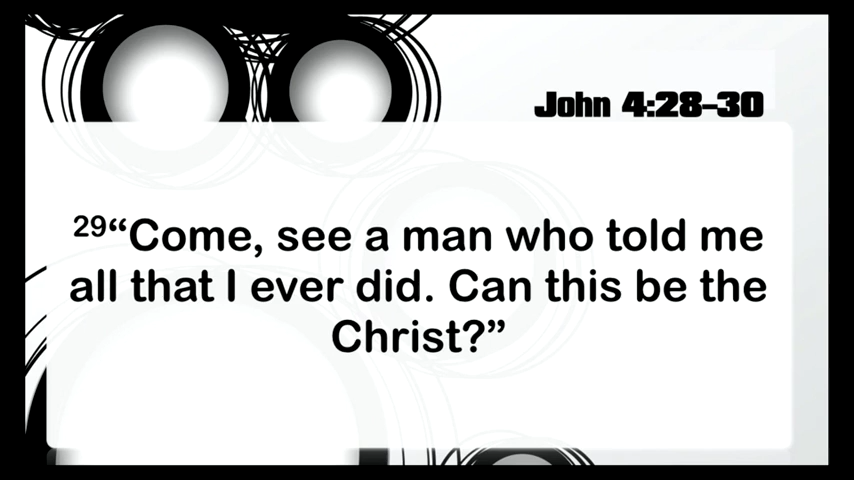 John 4:28-30
29“Come, see a man who told me
all that I ever did. Can this be the
Christ?”